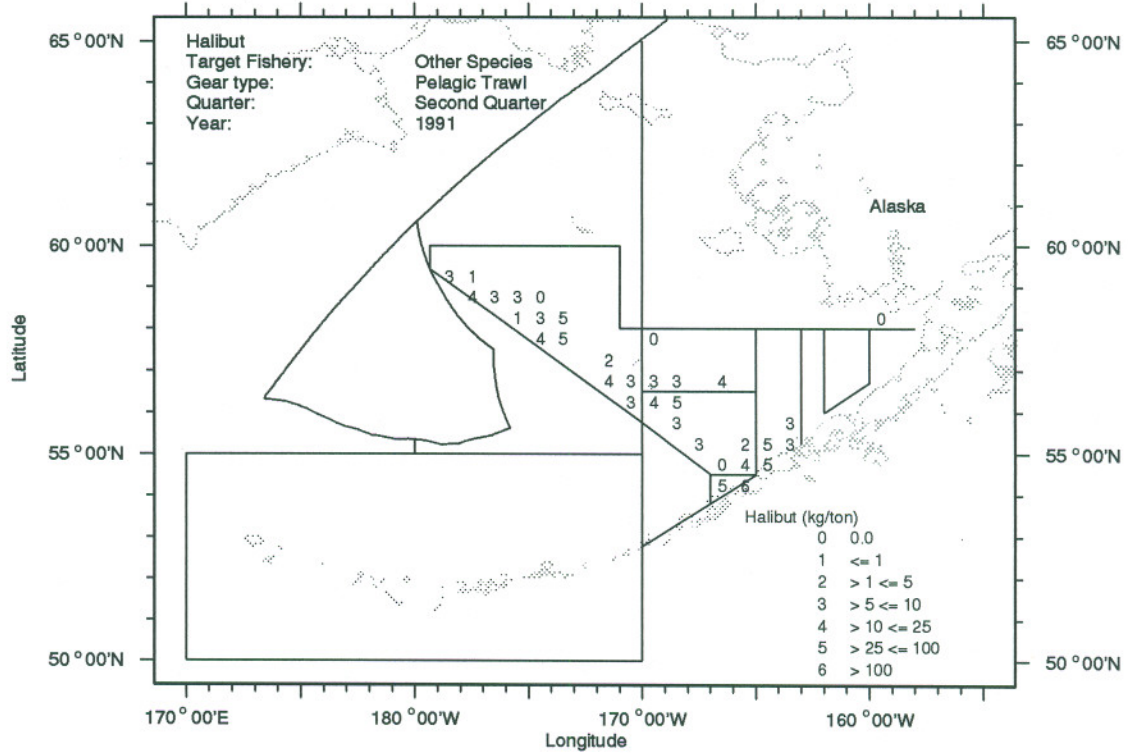 65 °00'N
65 °00'N
Halibut
Target Fishery: Other Species
Gear type: Pelagic Trawl
Quarter: Second Quarter
Year: 1991
Alaska
60 °00'N
60 °00'N
3 1
4 3 3 0
0
1 3 5
4 5 0
2
4 3 3 3 4
3 4 5
3 3
3 2 5 3
55 °00'N
55 °00'N
0 4 5
5
Halibut (kg/ton)
0 0.0
1 <= 1
2 > 1 <= 5
3 > 5 <= 10
4 > 10 <= 25
5 > 25 <= 100
6 > 100
50 °00'N
50 °00'N
170 °00'E
180 °00'W
170 °00'W
160 °00'W
Latitude
Longitude